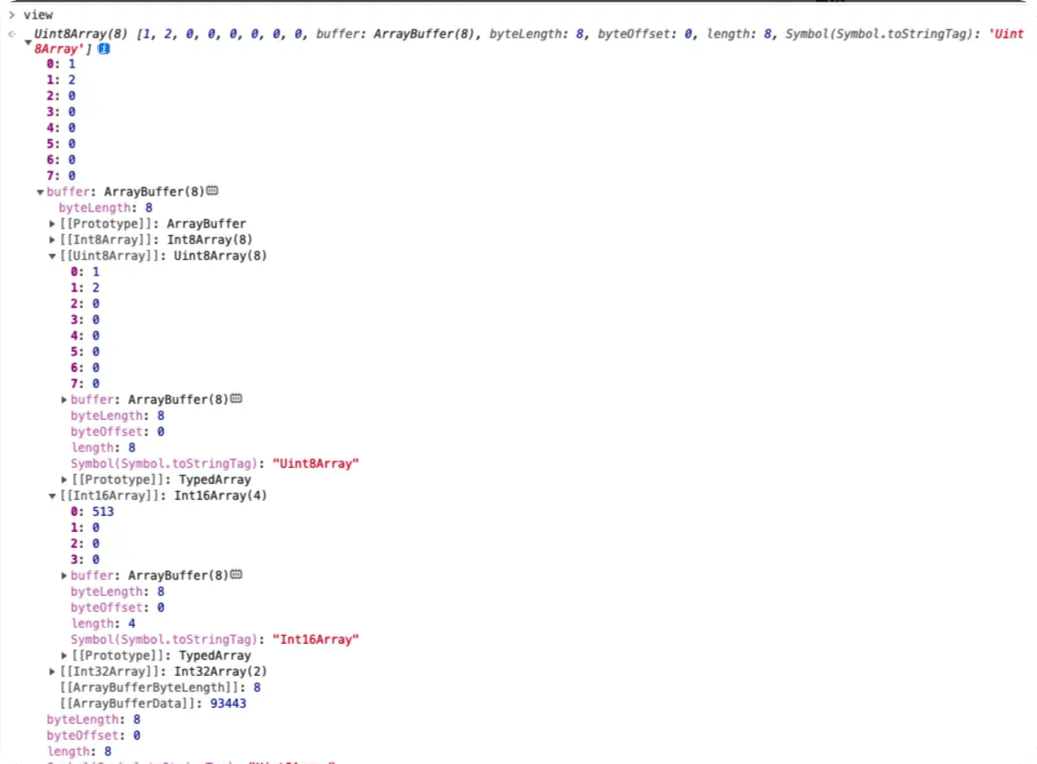 > view
Uint8Array(8) [1, 2, 0, 0, 0, 0, 0, 0, buffer: ArrayBuffer(8), byteLength: 8, byteOffset: 0, length: 8, Symbol(Symbol.toStringTag): 'Uint
8Array'] i
0: 1
1: 2
2: 0
3: 0
4: 0
5: 0
6: 0
7: 0
buffer: ArrayBuffer(8)
byteLength: 8
[[Prototype]]: ArrayBuffer
[[Int8Array]]: Int8Array(8)
[[Uint8Array]]: Uint8Array(8)
0: 1
1: 2
2: 0
3: 0
4: 0
5: 0
6: 0
7: 0
buffer: ArrayBuffer(8)
byteLength: 8
byteOffset: 0
length: 8
Symbol(Symbol.toStringTag): "Uint8Array"
[[Prototype]]: TypedArray
[[Int16Array]]: Int16Array(4)
0: 513
1: 0
2: 0
3: 0
buffer: ArrayBuffer(8)
byteLength: 8
byteOffset: 0
length: 4
Symbol(Symbol.toStringTag): "Int16Array"
[[Prototype]]: TypedArray
[[Int32Array]]: Int32Array(2)
[[ArrayBufferByteLength]]: 8
[[ArrayBufferData]]: 93443
byteLength: 8
byteOffset: 0
length: 8